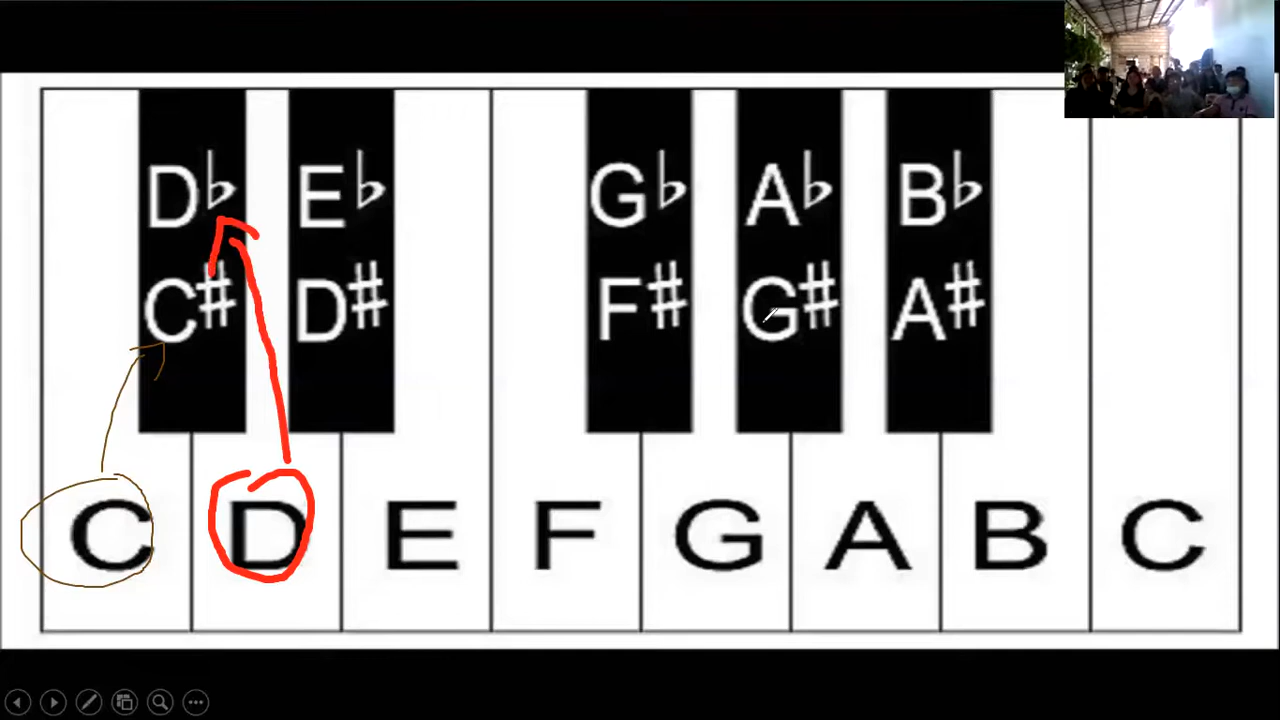 D♭ E♭ G♭ A♭ B♭
C# D# F# G# A#
C D E F G A B C